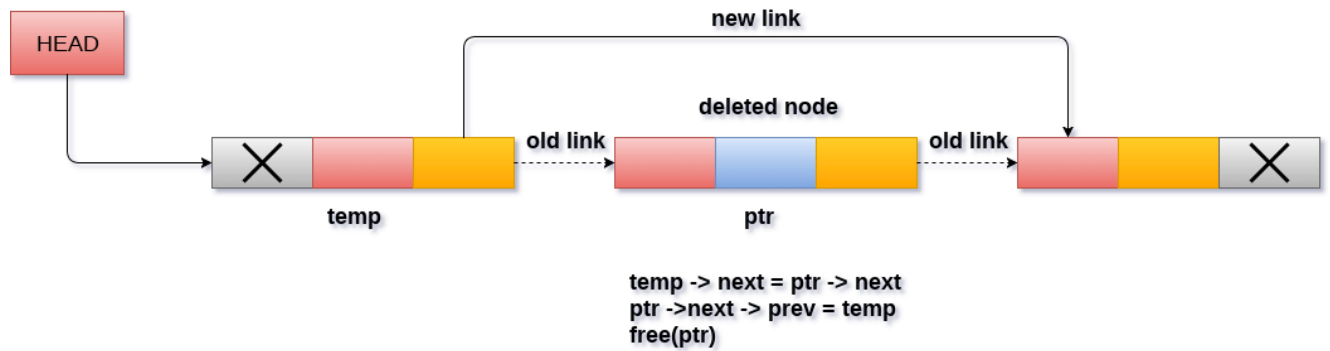 new link
HEAD
deleted node
old link
old link
temp
ptr
temp -> next = ptr -> next
ptr ->next -> prev = temp
free(ptr)